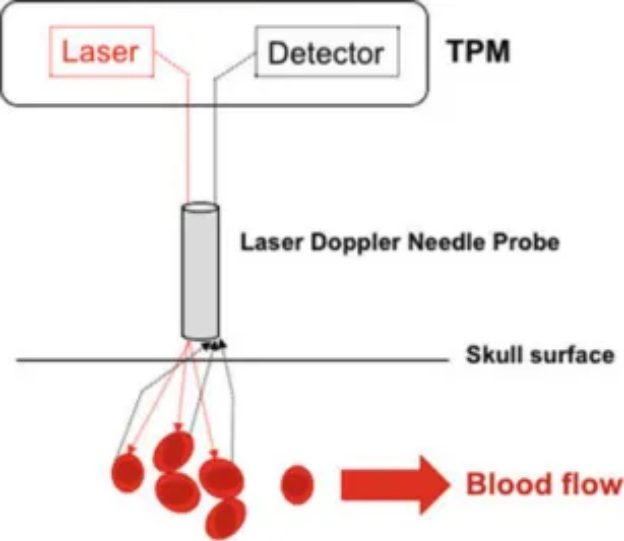 Laser
Detector
TPM
Laser Doppler Needle Probe
Skull surface
Blood flow